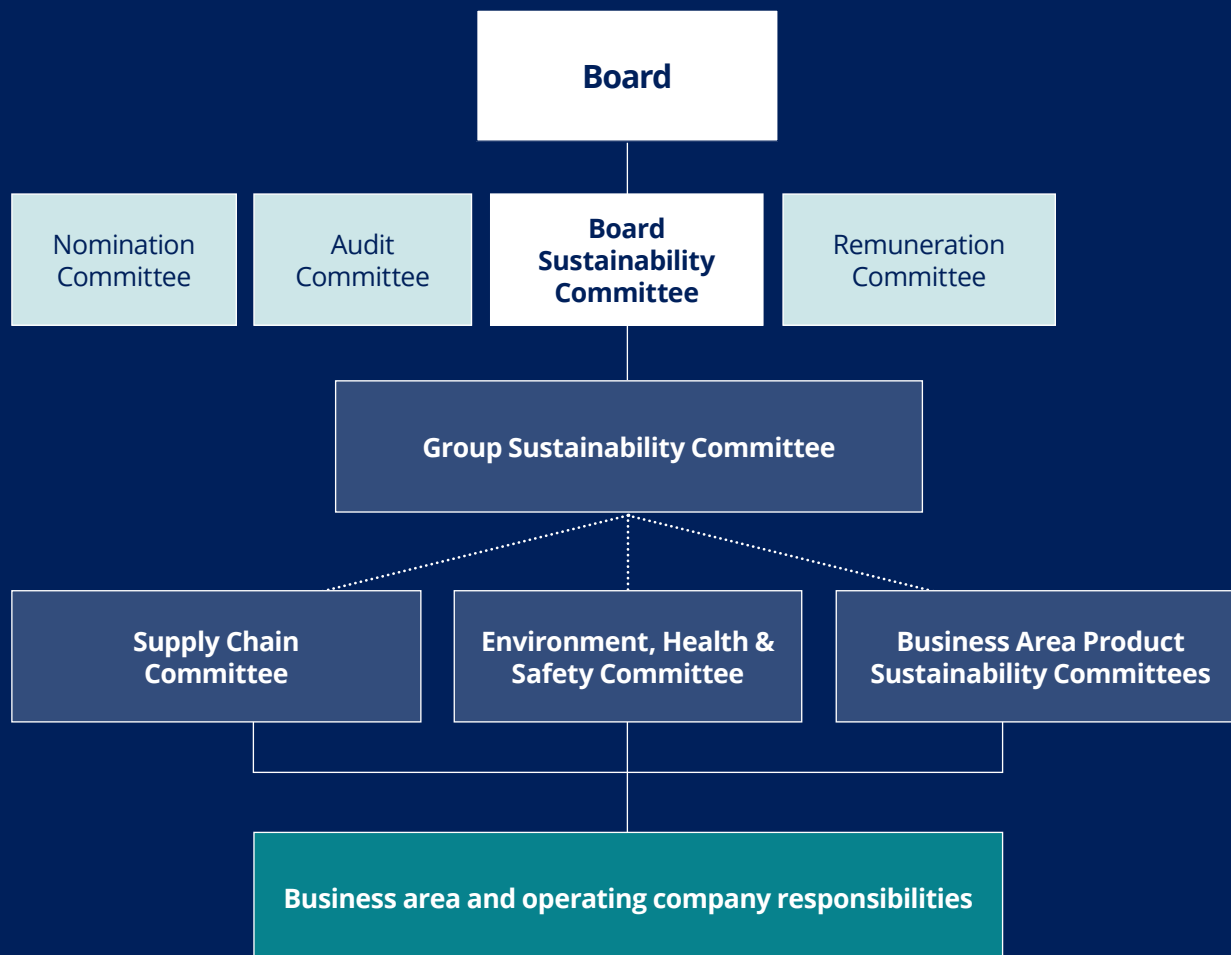 Board
Nomination
Committee
Audit
Committee
Board
Sustainability
Committee
Remuneration
Committee
Group Sustainability Committee
Supply Chain
Committee
Environment, Health &
Safety Committee
Business Area Product
Sustainability Committees
Business area and operating company responsibilities